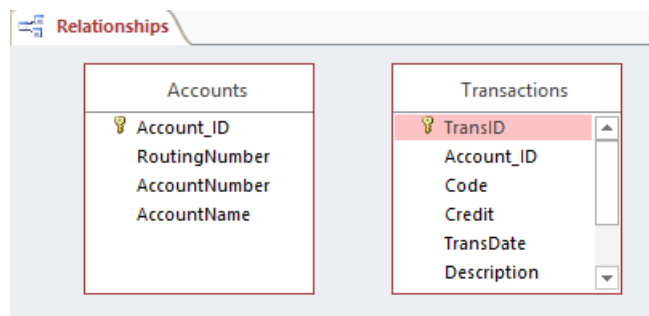 Relationships
Accounts
Account_ID
RoutingNumber
AccountNumber
AccountName
Transactions
TransID
Account_ID
Code
Credit
TransDate
Description